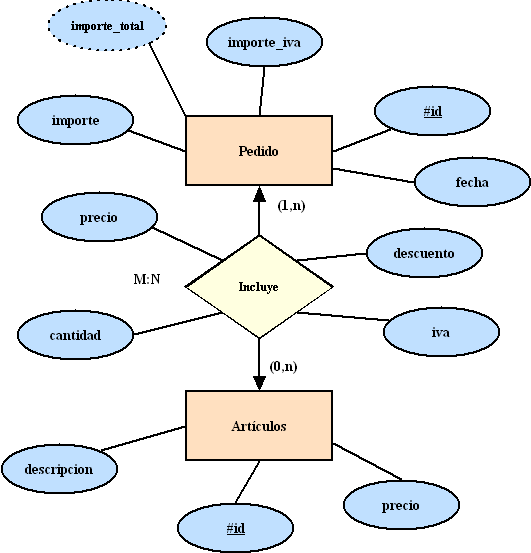 importe_total
importe_iva
importe
#id
Pedido
fecha
precio
(1,n)
descuento
M:N
Incluye
cantidad
iva
(0,n)
Artículos
descripcion
precio
#id